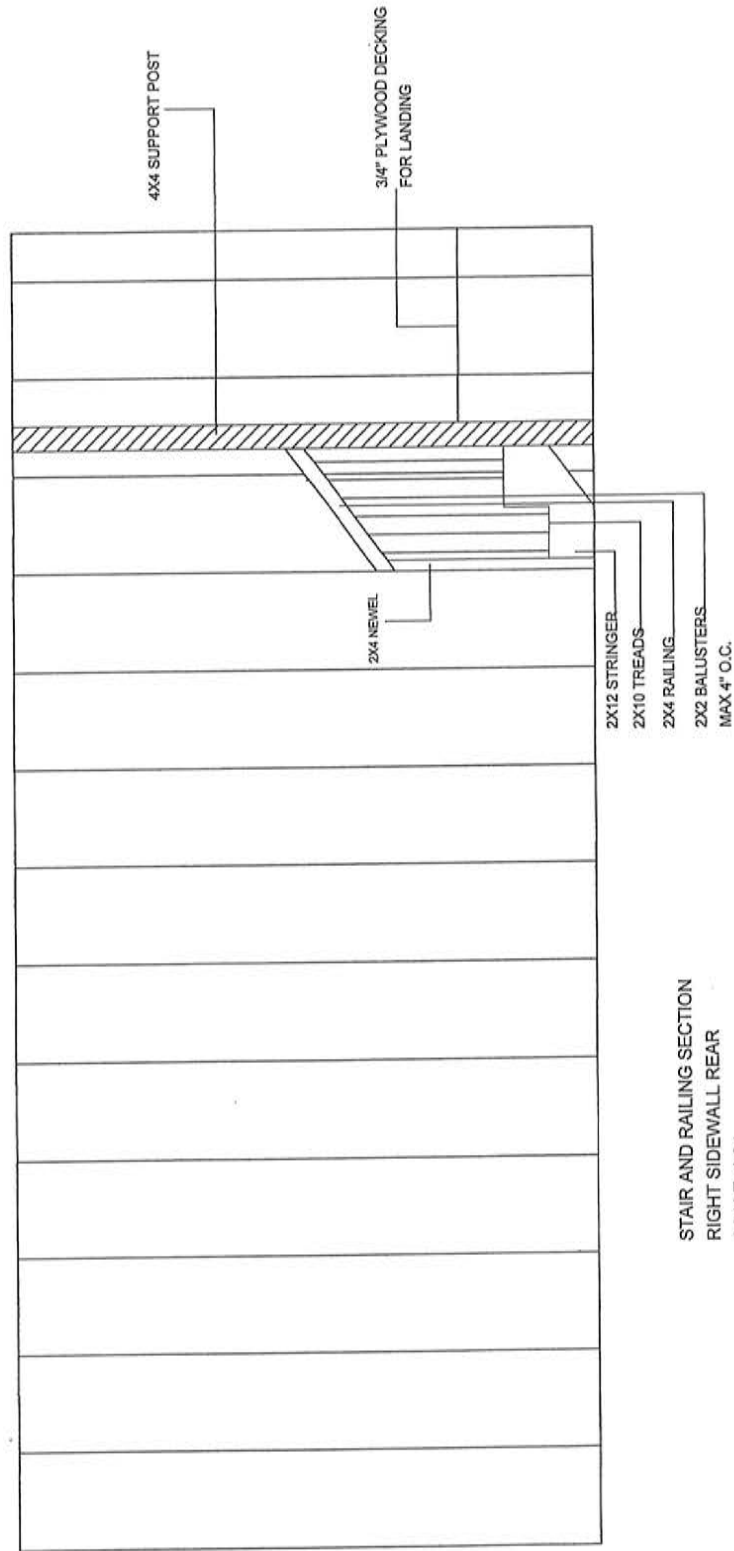 4X4 SUPPORT POST
3/4" PLYWOOD DECKING
FOR LANDING
2X4 NEWEL
2X12 STRINGER
2X10 TREADS
2X4 RAILING
2X2 BALUSTERS
MAX 4" O.C.
STAIR AND RAILING SECTION
RIGHT SIDEWALL REAR